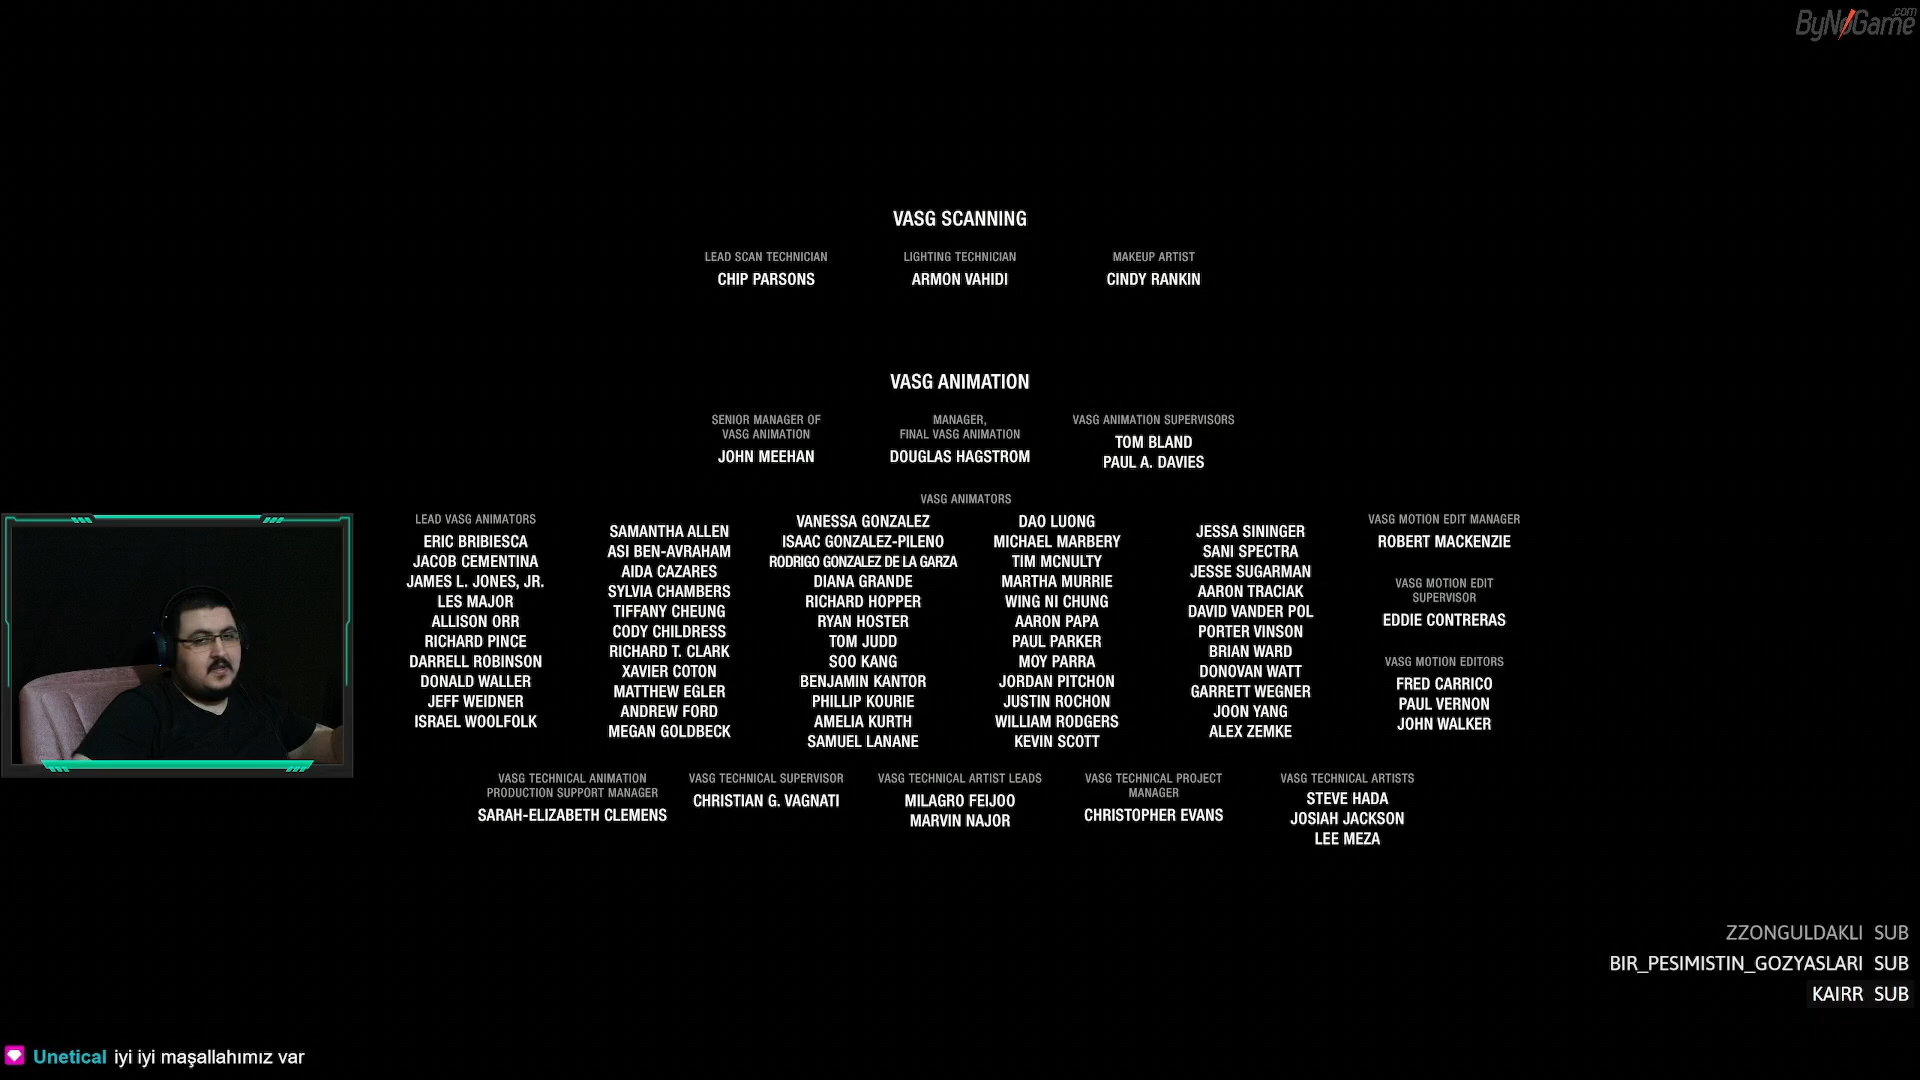 ByNoGame.com
VASG SCANNING
LEAD SCAN TECHNICIAN
CHIP PARSONS
LIGHTING TECHNICIAN
ARMON VAHIDI
MAKEUP ARTIST
CINDY RANKIN
VASG ANIMATION
SENIOR MANAGER OF
VASG ANIMATION
JOHN MEEHAN
MANAGER,
FINAL VASG ANIMATION
DOUGLAS HAGSTROM
VASG ANIMATION SUPERVISORS
TOM BLAND
PAUL A. DAVIES
LEAD VASG ANIMATORS
ERIC BRIBIESCA
JACOB CEMENTINA
JAMES L. JONES, JR.
LES MAJOR
ALLISON ORR
RICHARD PINCE
DARRELL ROBINSON
DONALD WALLER
JEFF WEIDNER
ISRAEL WOOLFOLK
VASG ANIMATORS
SAMANTHA ALLEN
ASI BEN-AVRAHAM
AIDA CAZARES
SYLVIA CHAMBERS
TIFFANY CHEUNG
CODY CHILDRESS
RICHARD T. CLARK
XAVIER COTON
MATTHEW EGLER
ANDREW FORD
MEGAN GOLDBECK
VANESSA GONZALEZ
ISAAC GONZALEZ-PILENO
RODRIGO GONZALEZ DE LA GARZA
DIANA GRANDE
RICHARD HOPPER
RYAN HOSTER
TOM JUDD
SOO KANG
BENJAMIN KANTOR
PHILLIP KOURIE
AMELIA KURTH
SAMUEL LANANE
DAO LUONG
MICHAEL MARBERY
TIM MCNULTY
MARTHA MURRIE
WING NI CHUNG
AARON PAPA
PAUL PARKER
MOY PARRA
JORDAN PITCHON
JUSTIN ROCHON
WILLIAM RODGERS
KEVIN SCOTT
JESSA SININGER
SANI SPECTRA
JESSE SUGARMAN
AARON TRACIAK
DAVID VANDER POL
PORTER VINSON
BRIAN WARD
DONOVAN WATT
GARRETT WEGNER
JOON YANG
ALEX ZEMKE
VASG MOTION EDIT MANAGER
ROBERT MACKENZIE
VASG MOTION EDIT
SUPERVISOR
EDDIE CONTRERAS
VASG MOTION EDITORS
FRED CARRICO
PAUL VERNON
JOHN WALKER
VASG TECHNICAL ANIMATION
PRODUCTION SUPPORT MANAGER
SARAH-ELIZABETH CLEMENS
VASG TECHNICAL SUPERVISOR
CHRISTIAN G. VAGNATI
VASG TECHNICAL ARTIST LEADS
MILAGRO FEIJOO
MARVIN NAJOR
VASG TECHNICAL PROJECT
MANAGER
CHRISTOPHER EVANS
VASG TECHNICAL ARTISTS
STEVE HADA
JOSIAH JACKSON
LEE MEZA
ZZONGULDAKLI SUB
BIR_PESIMISTIN_GOZYASLARI SUB
KAIRR SUB
Unetical iyi iyi maşallahımız var